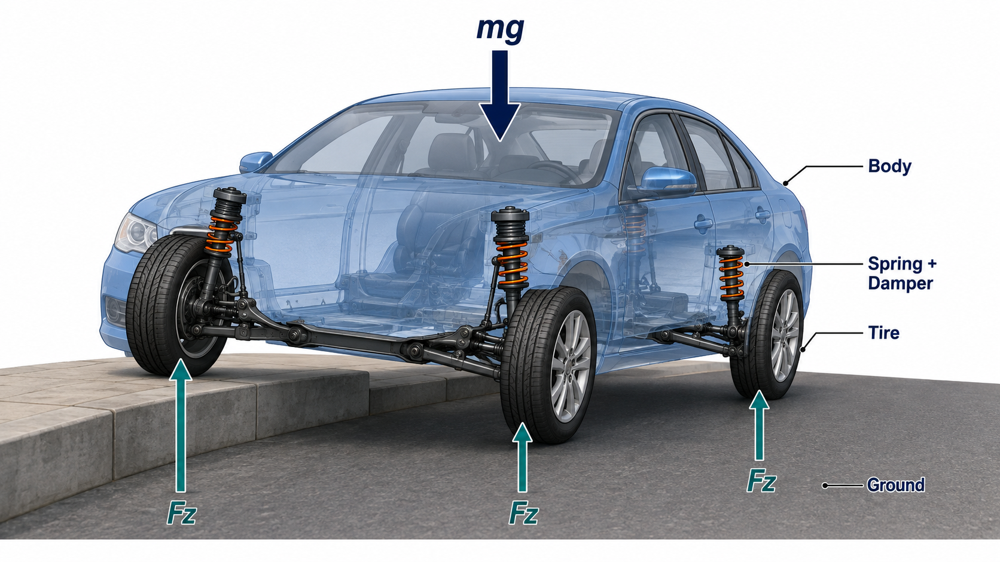 mg
Body
Spring +
Damper
Tire
Fz
Ground
Fz
Fz